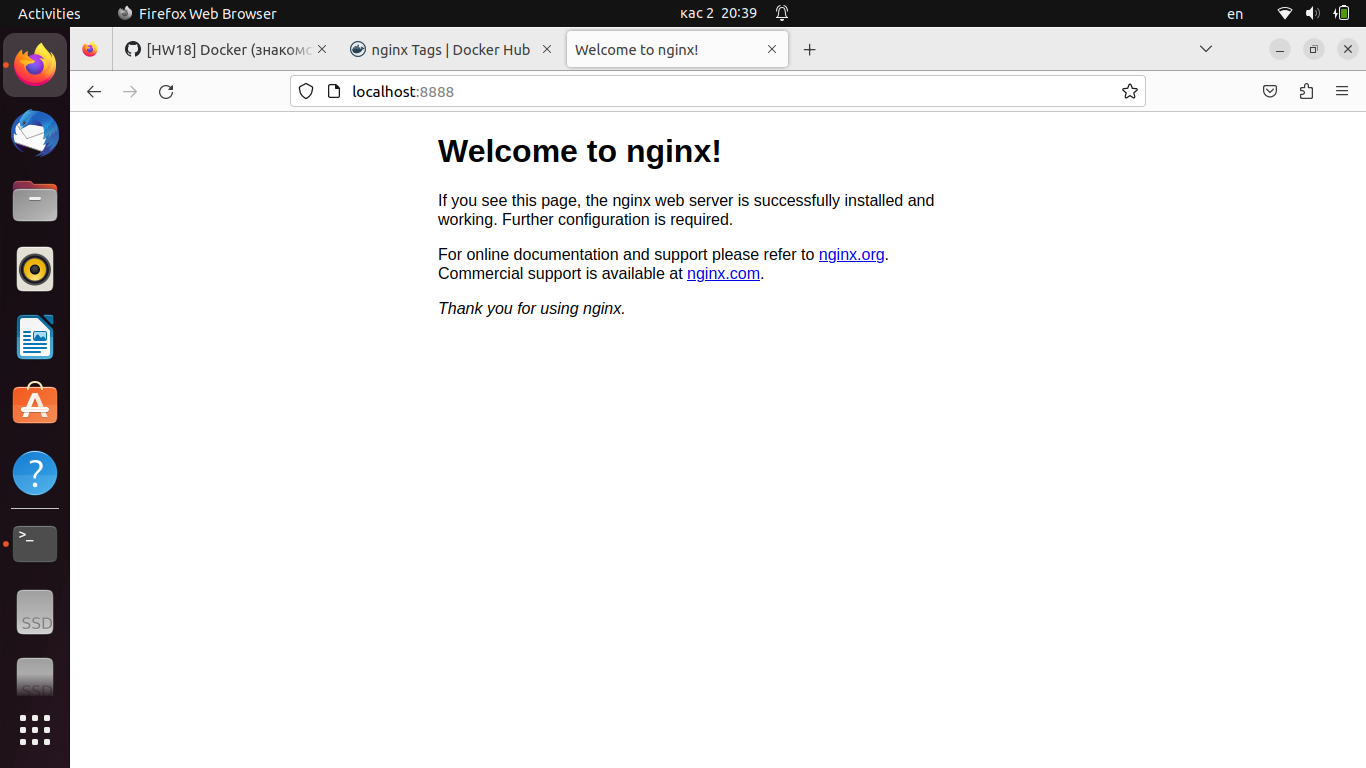 Activities
Firefox Web Browser
кас 2 20:39
en
[HW18] Docker (знаком
nginx Tags | Docker Hub
Welcome to nginx!
localhost:8888
Welcome to nginx!
If you see this page, the nginx web server is successfully installed and
working. Further configuration is required.
For online documentation and support please refer to nginx.org.
Commercial support is available at nginx.com.
Thank you for using nginx.
>_
SSD
SSD